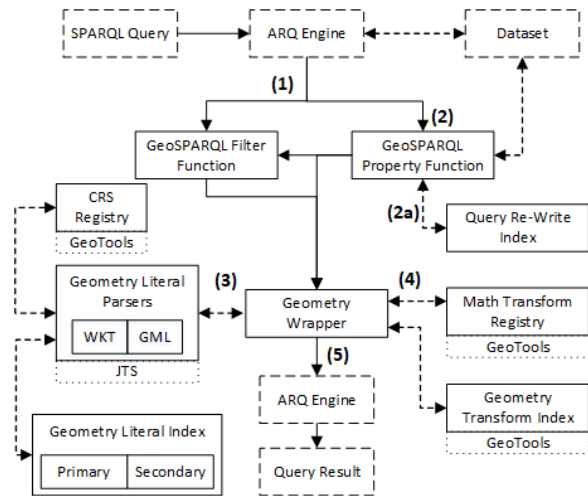 SPARQL Query
ARQ Engine
Dataset
(1)
(2)
GeoSPARQL Filter
Function
GeoSPARQL
Property Function
(2a)
CRS
Registry
GeoTools
Query Re-Write
Index
Geometry Literal
Parsers
WKT
GML
JTS
(3)
Geometry
Wrapper
(4)
Math Transform
Registry
GeoTools
(5)
ARQ Engine
Geometry
Transform Index
GeoTools
Geometry Literal Index
Primary
Secondary
Query Result